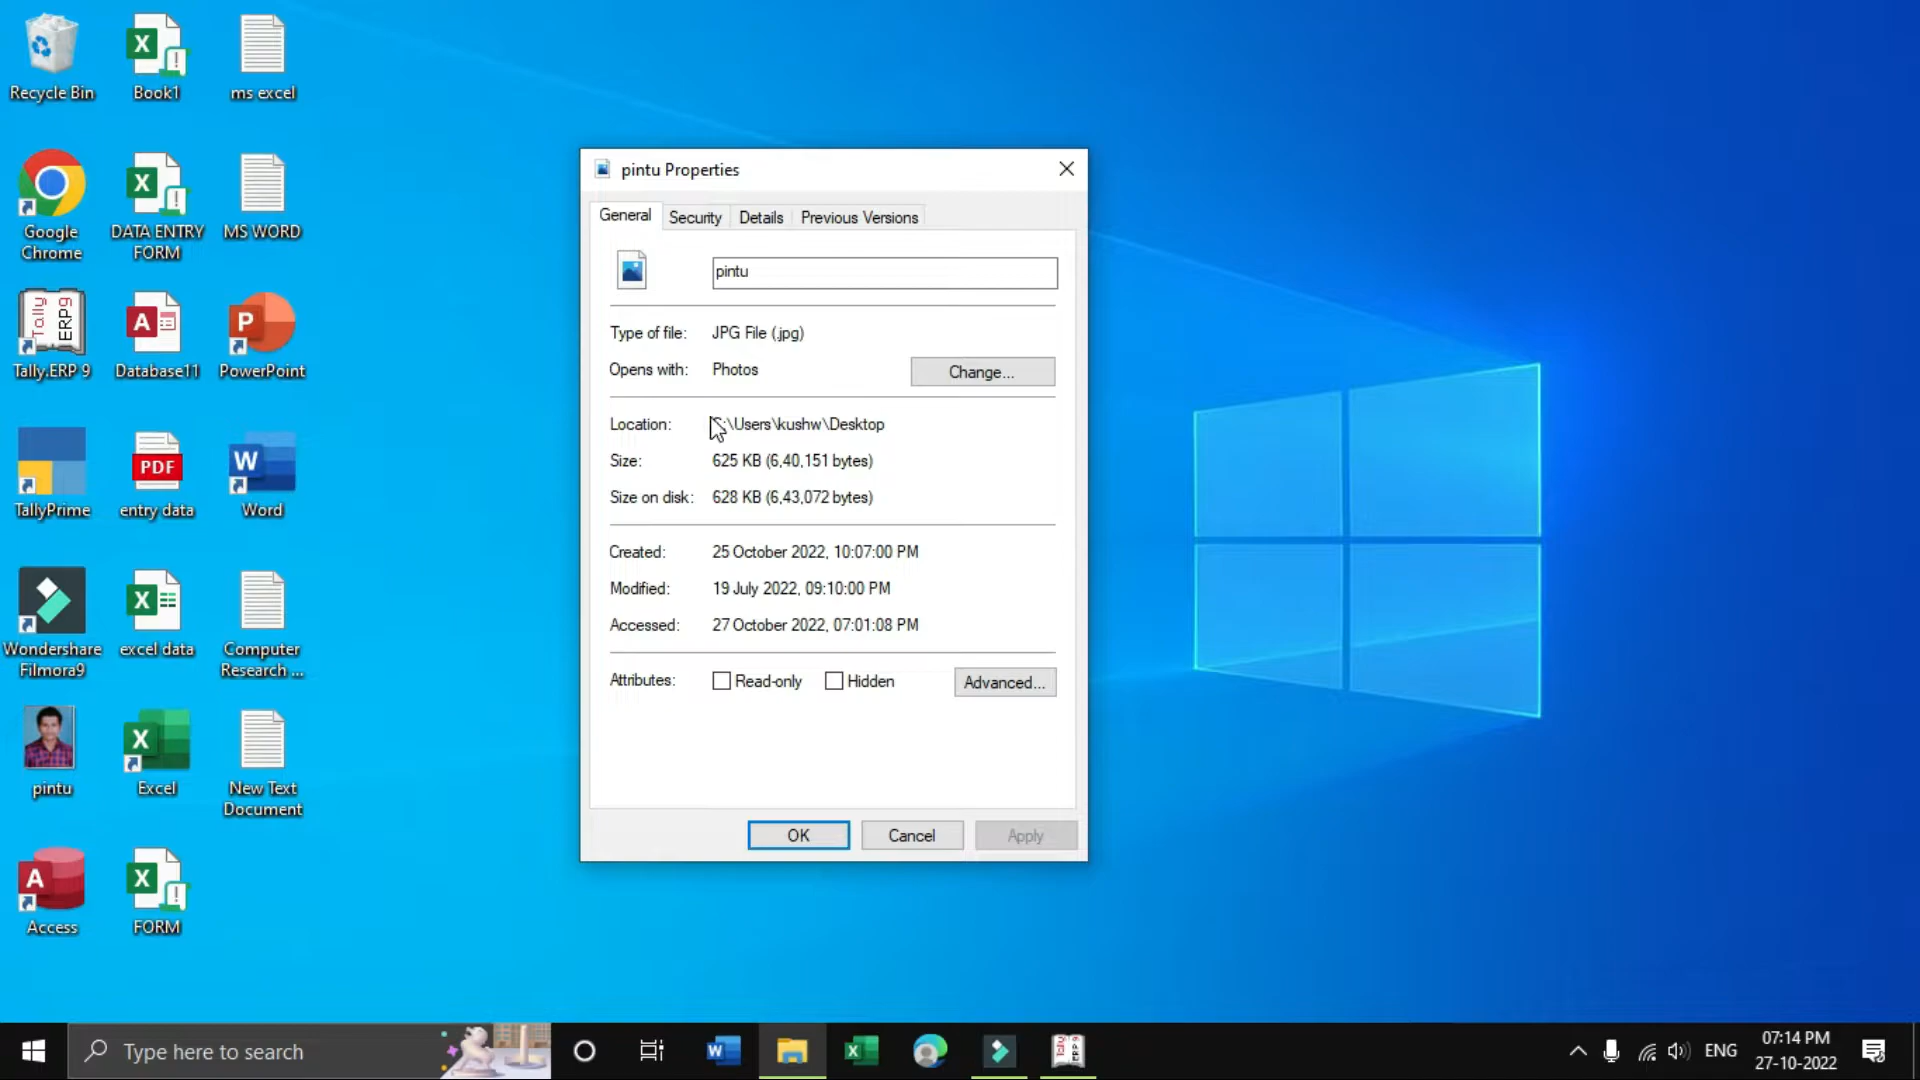 Recycle Bin
Book1
ms excel
Google
Chrome
DATA ENTRY
FORM
MS WORD
Tally
ERP9
Tally.ERP 9
Database11
PowerPoint
TallyPrime
PDF
entry data
Word
Wondershare
Filmora9
excel data
Computer
Research ...
pintu
Excel
New Text
Document
Access
FORM
pintu Properties
General
Security
Details
Previous Versions
pintu
Type of file:
JPG File (.jpg)
Opens with:
Photos
Change...
Location:
:\Users\kushw\Desktop
Size:
625 KB (6,40,151 bytes)
Size on disk:
628 KB (6,43,072 bytes)
Created:
25 October 2022, 10:07:00 PM
Modified:
19 July 2022, 09:10:00 PM
Accessed:
27 October 2022, 07:01:08 PM
Attributes:
Read-only
Hidden
Advanced...
OK
Cancel
Apply
Type here to search
ENG
07:14 PM
27-10-2022